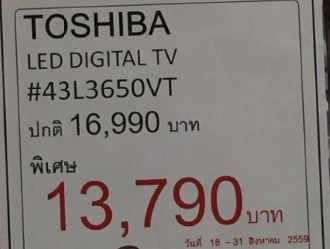 TOSHIBA
LED DIGITAL TV
#43L3650VT
ปกติ 16,990 บาท
พิเศษ
13,790 บาท
วันที่ 18 - 31 สิงหาคม 2559